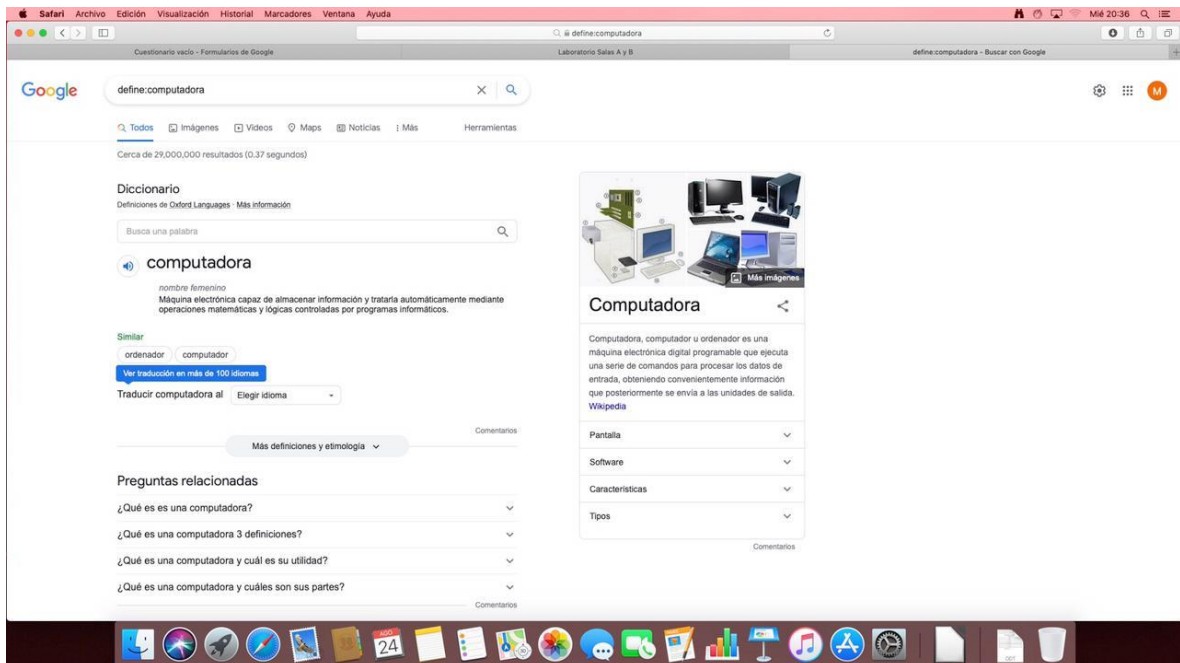 Safari Archivo Edición Visualización Historial Marcadores Ventana Ayuda
Mié 20:36
define:computadora
Cuestionario vacío - Formularios de Google
Laboratorio Salas A y B
define:computadora - Buscar con Google
Google
define:computadora
M
Todos Imágenes Videos Maps Noticias Más Herramientas
Cerca de 29,000,000 resultados (0.37 segundos)
Diccionario
Definiciones de Oxford Languages · Más información
Busca una palabra
computadora
nombre femenino
Máquina electrónica capaz de almacenar información y tratarla automáticamente mediante
operaciones matemáticas y lógicas controladas por programas informáticos.
Similar
ordenador computador
Ver traducción en más de 100 idiomas
Traducir computadora al Elegir idioma
Comentarios
Más definiciones y etimología
Preguntas relacionadas
¿Qué es es una computadora?
¿Qué es una computadora 3 definiciones?
¿Qué es una computadora y cuál es su utilidad?
¿Qué es una computadora y cuáles son sus partes?
Comentarios
Más imágenes
Computadora
Computadora, computador u ordenador es una
máquina electrónica digital programable que ejecuta
una serie de comandos para procesar los datos de
entrada, obteniendo convenientemente información
que posteriormente se envía a las unidades de salida.
Wikipedia
Pantalla
Software
Características
Tipos
Comentarios
AGO
24
ODT